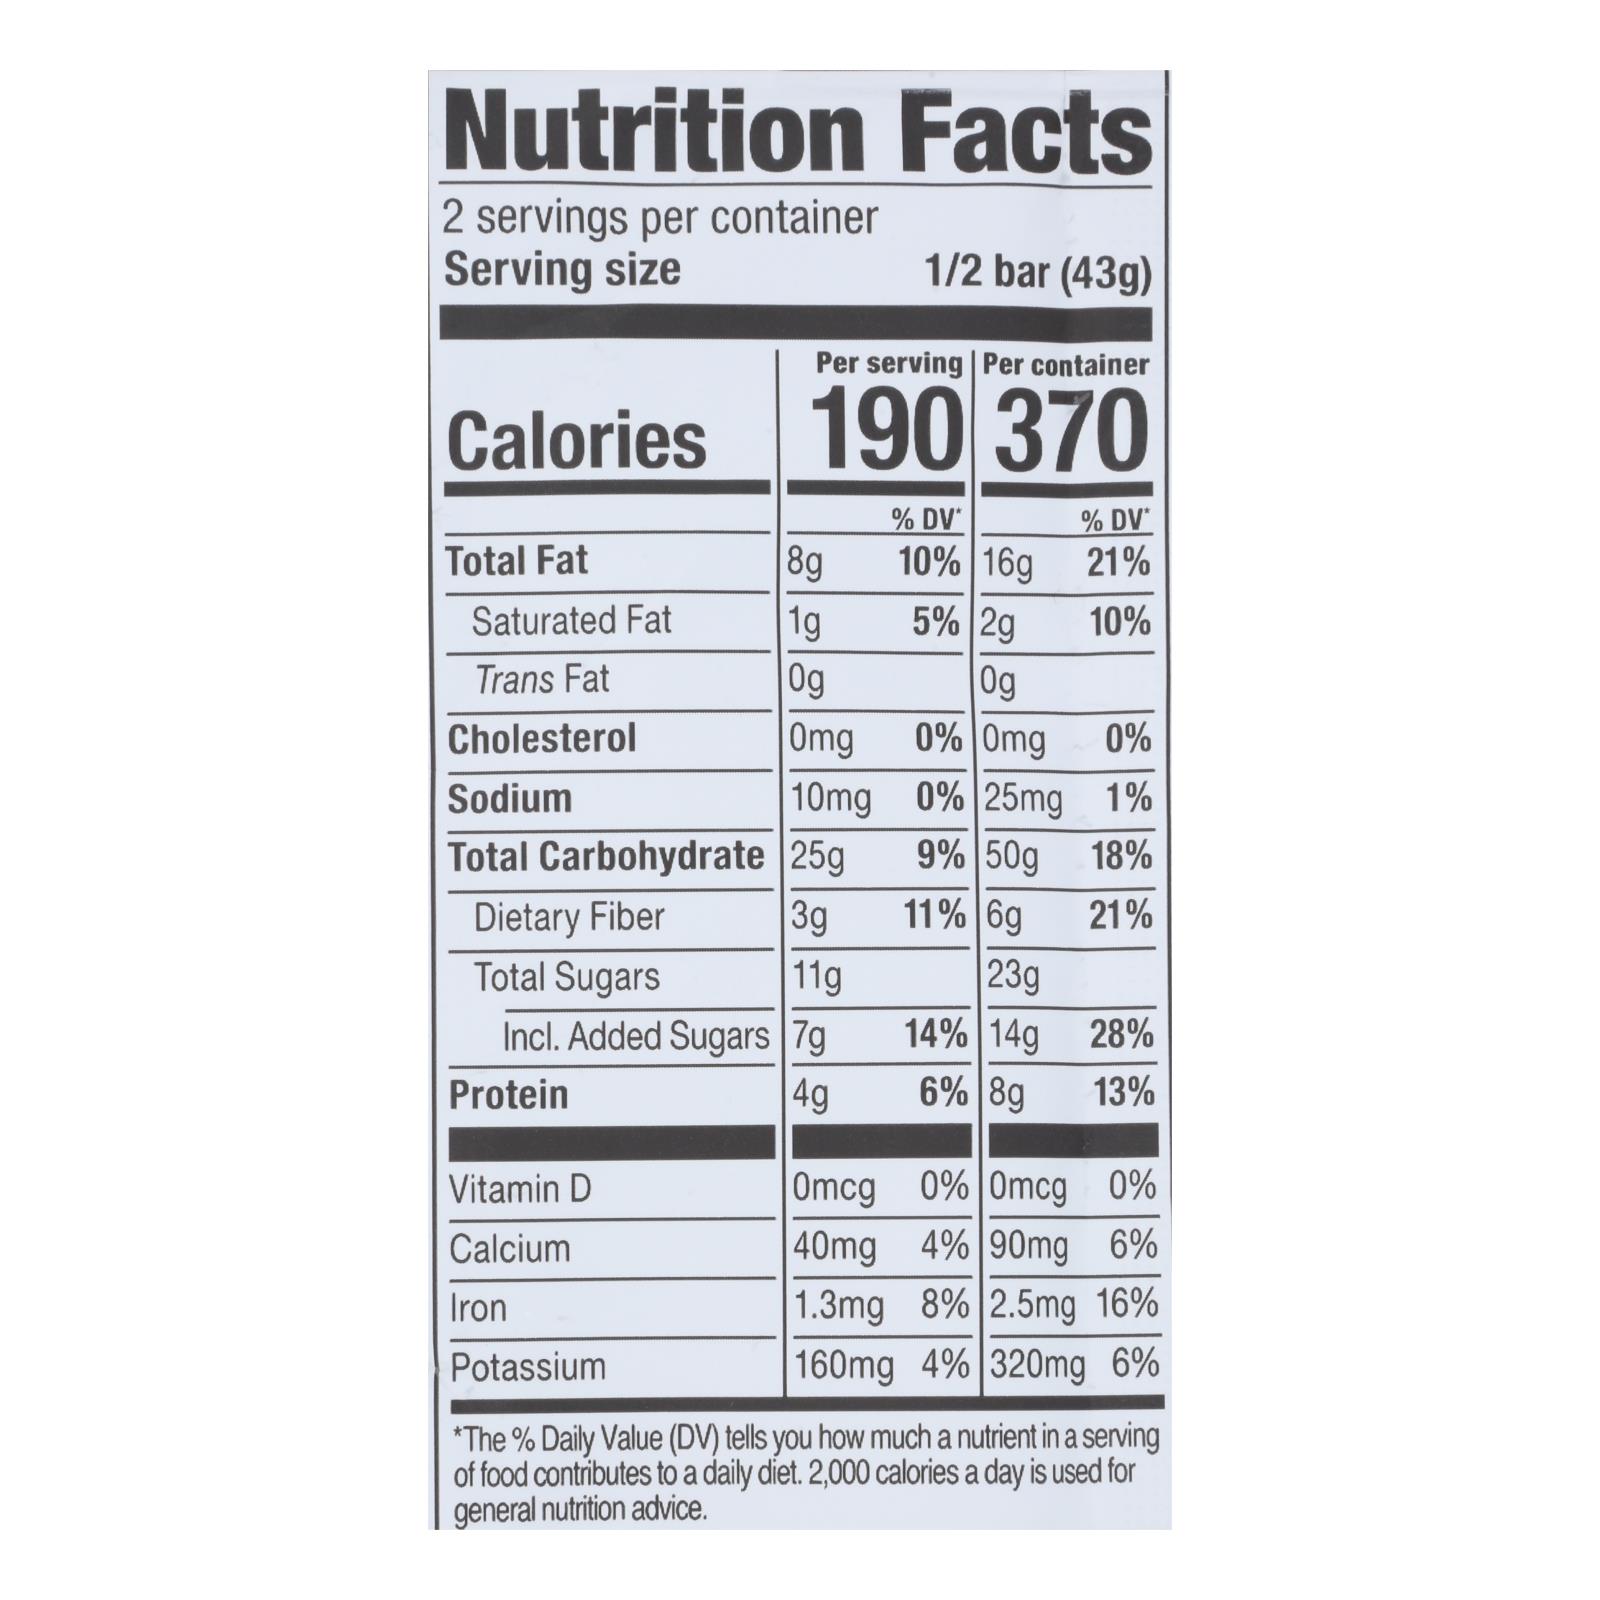 Nutrition Facts
2 servings per container
Serving size 1/2 bar (43g)
Per serving Per container
Calories 190 370
% DV* % DV*
Total Fat 8g 10% 16g 21%
Saturated Fat 1g 5% 2g 10%
Trans Fat 0g 0g
Cholesterol 0mg 0% 0mg 0%
Sodium 10mg 0% 25mg 1%
Total Carbohydrate 25g 9% 50g 18%
Dietary Fiber 3g 11% 6g 21%
Total Sugars 11g 23g
Incl. Added Sugars 7g 14% 14g 28%
Protein 4g 6% 8g 13%
Vitamin D 0mcg 0% 0mcg 0%
Calcium 40mg 4% 90mg 6%
Iron 1.3mg 8% 2.5mg 16%
Potassium 160mg 4% 320mg 6%
*The % Daily Value (DV) tells you how much a nutrient in a serving
of food contributes to a daily diet. 2,000 calories a day is used for
general nutrition advice.